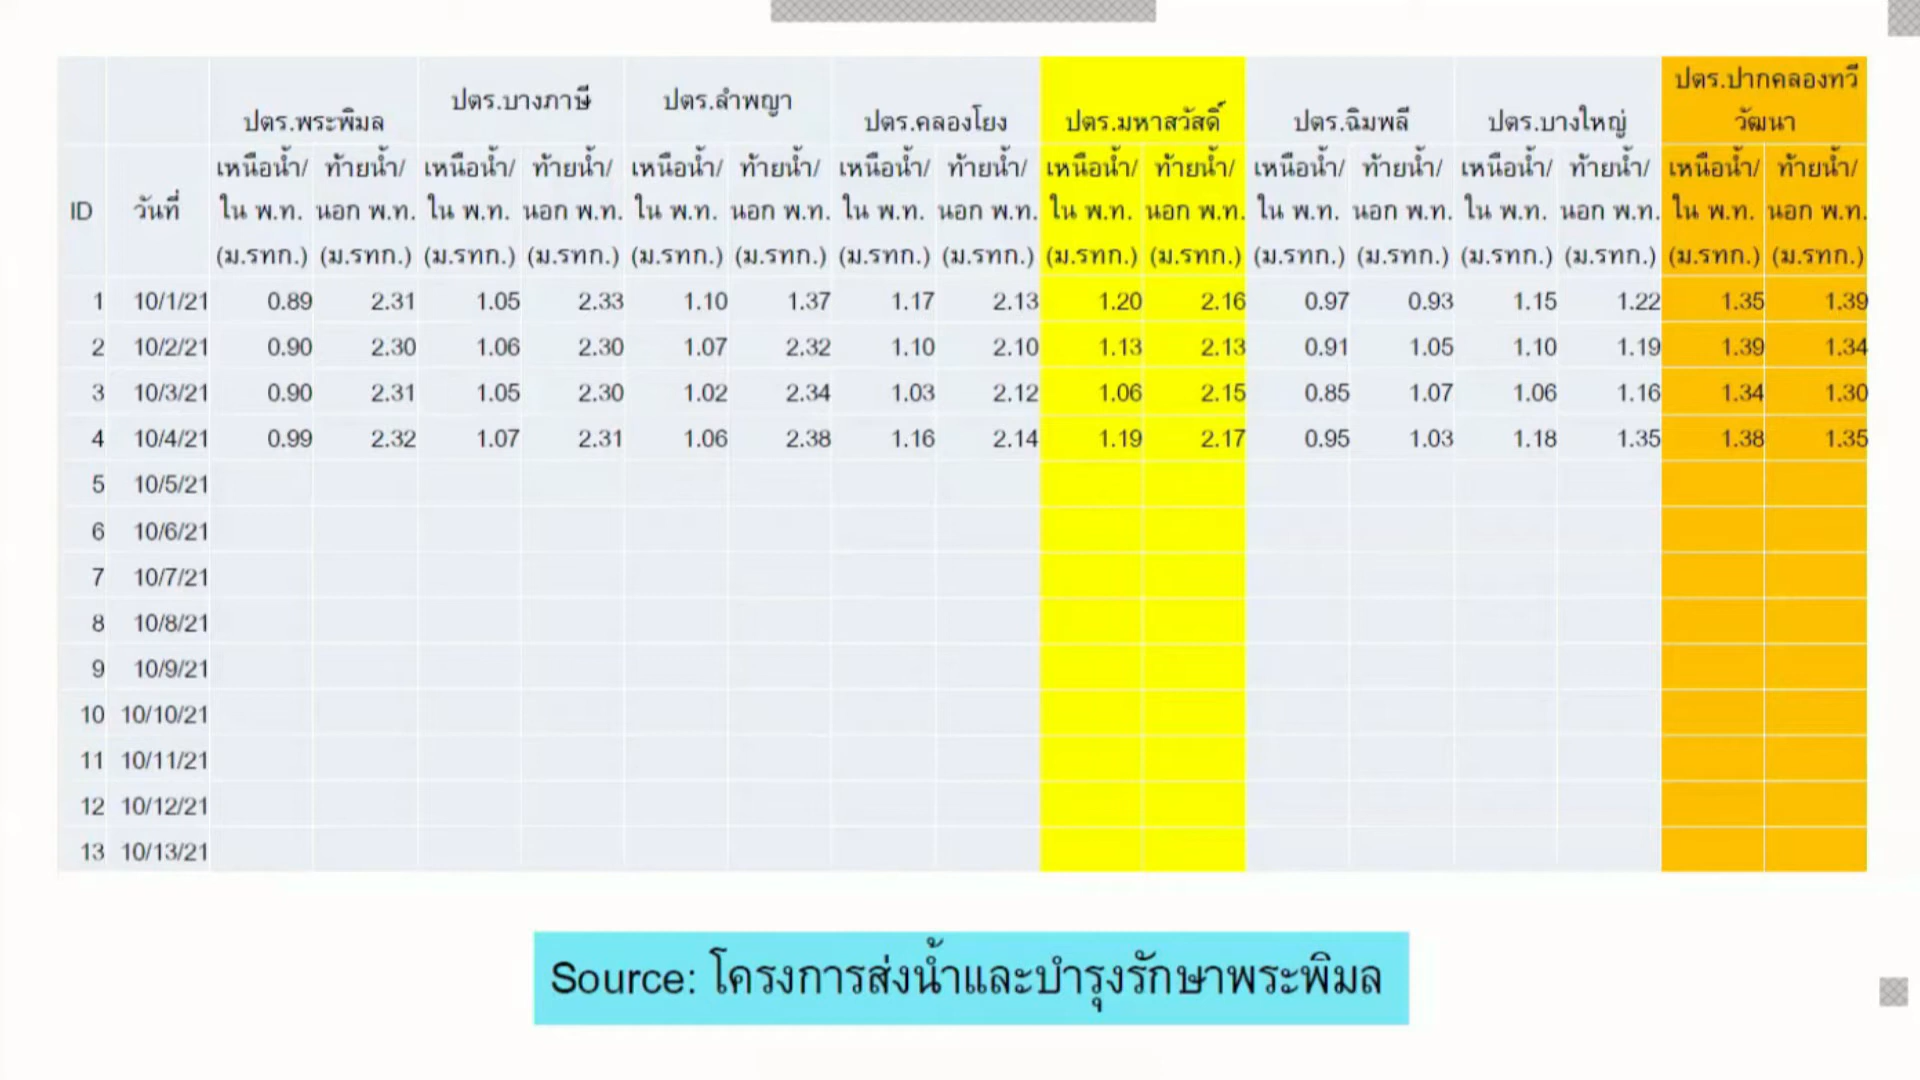 ปตร.พระพิมล ปตร.บางภาษี ปตร.ลำพญา ปตร.คลองโยง ปตร.มหาสวัสดิ์ ปตร.ฉิมพลี ปตร.บางใหญ่ ปตร.ปากคลองทวีวัฒนา
ID วันที่ เหนือน้ำ/ใน พ.ท. (ม.รทก.) ท้ายน้ำ/นอก พ.ท. (ม.รทก.) เหนือน้ำ/ใน พ.ท. (ม.รทก.) ท้ายน้ำ/นอก พ.ท. (ม.รทก.) เหนือน้ำ/ใน พ.ท. (ม.รทก.) ท้ายน้ำ/นอก พ.ท. (ม.รทก.) เหนือน้ำ/ใน พ.ท. (ม.รทก.) ท้ายน้ำ/นอก พ.ท. (ม.รทก.) เหนือน้ำ/ใน พ.ท. (ม.รทก.) ท้ายน้ำ/นอก พ.ท. (ม.รทก.) เหนือน้ำ/ใน พ.ท. (ม.รทก.) ท้ายน้ำ/นอก พ.ท. (ม.รทก.) เหนือน้ำ/ใน พ.ท. (ม.รทก.) ท้ายน้ำ/นอก พ.ท. (ม.รทก.) เหนือน้ำ/ใน พ.ท. (ม.รทก.) ท้ายน้ำ/นอก พ.ท. (ม.รทก.)
1 10/1/21 0.89 2.31 1.05 2.33 1.10 1.37 1.17 2.13 1.20 2.16 0.97 0.93 1.15 1.22 1.35 1.39
2 10/2/21 0.90 2.30 1.06 2.30 1.07 2.32 1.10 2.10 1.13 2.13 0.91 1.05 1.10 1.19 1.39 1.34
3 10/3/21 0.90 2.31 1.05 2.30 1.02 2.34 1.03 2.12 1.06 2.15 0.85 1.07 1.06 1.16 1.34 1.30
4 10/4/21 0.99 2.32 1.07 2.31 1.06 2.38 1.16 2.14 1.19 2.17 0.95 1.03 1.18 1.35 1.38 1.35
5 10/5/21
6 10/6/21
7 10/7/21
8 10/8/21
9 10/9/21
10 10/10/21
11 10/11/21
12 10/12/21
13 10/13/21
Source: โครงการส่งน้ำและบำรุงรักษาพระพิมล